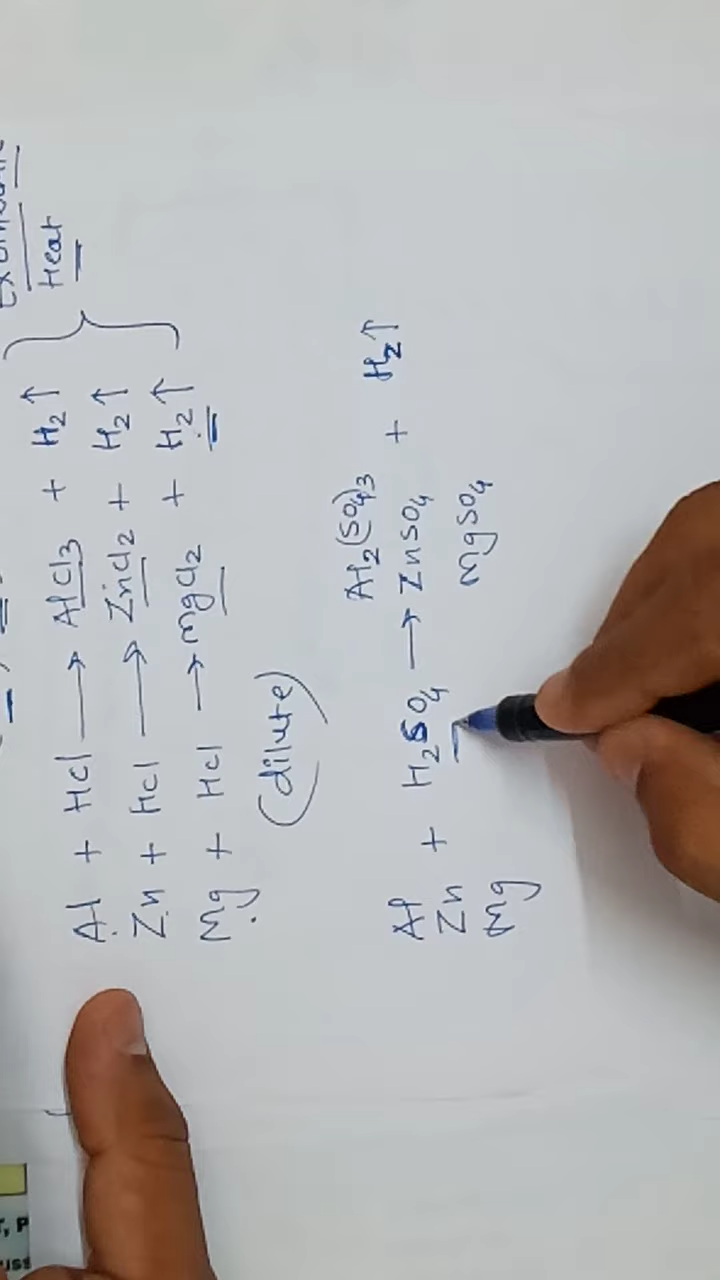 Heat
Al + HCl → AlCl3 + H2↑
Zn + HCl → ZnCl2 + H2↑
Mg + HCl → MgCl2 + H2↑
(dilute)
Al Al2(SO4)3
Zn + H2SO4 → ZnSO4 + H2↑
Mg MgSO4